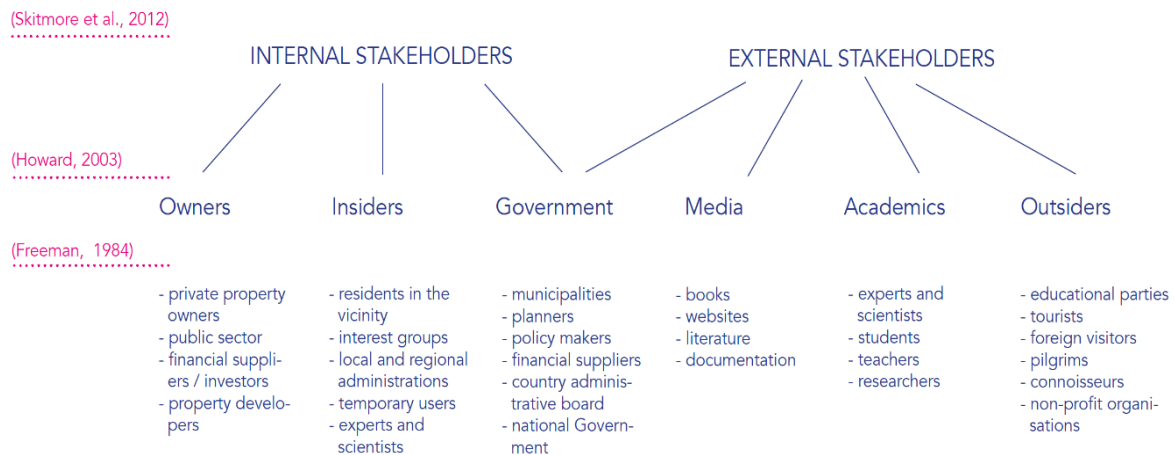 (Skitmore et al., 2012)
INTERNAL STAKEHOLDERS
EXTERNAL STAKEHOLDERS
(Howard, 2003)
Owners
Insiders
Government
Media
Academics
Outsiders
(Freeman, 1984)
- private property
owners
- public sector
- financial suppli-
ers / investors
- property develo-
pers
- residents in the
vicinity
- interest groups
- local and regional
administrations
- temporary users
- experts and
scientists
- municipalities
- planners
- policy makers
- financial suppliers
- country adminis-
trative board
- national Govern-
ment
- books
- websites
- literature
- documentation
- experts and
scientists
- students
- teachers
- researchers
- educational parties
- tourists
- foreign visitors
- pilgrims
- connoisseurs
- non-profit organi-
sations